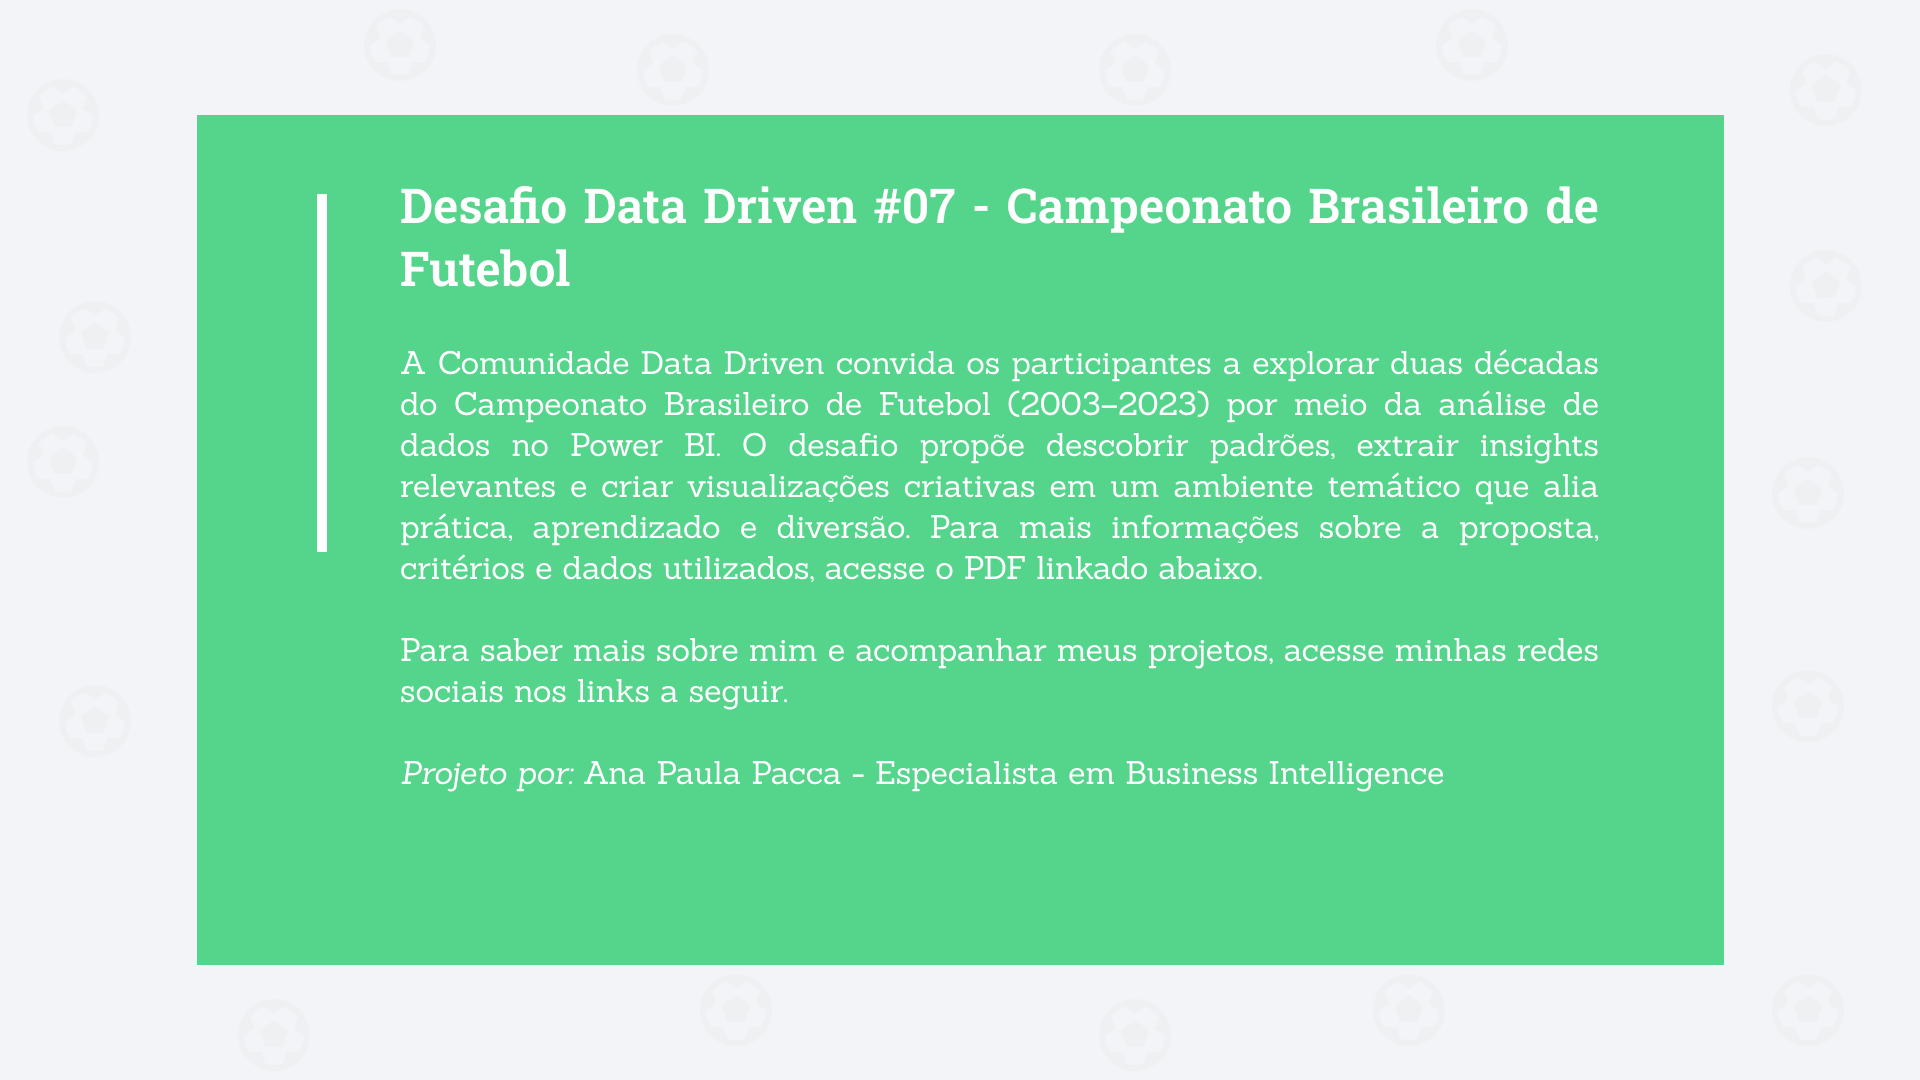 Desafio Data Driven #07 - Campeonato Brasileiro de
Futebol
A Comunidade Data Driven convida os participantes a explorar duas décadas
do Campeonato Brasileiro de Futebol (2003–2023) por meio da análise de
dados no Power BI. O desafio propõe descobrir padrões, extrair insights
relevantes e criar visualizações criativas em um ambiente temático que alia
prática, aprendizado e diversão. Para mais informações sobre a proposta,
critérios e dados utilizados, acesse o PDF linkado abaixo.
Para saber mais sobre mim e acompanhar meus projetos, acesse minhas redes
sociais nos links a seguir.
Projeto por: Ana Paula Pacca - Especialista em Business Intelligence